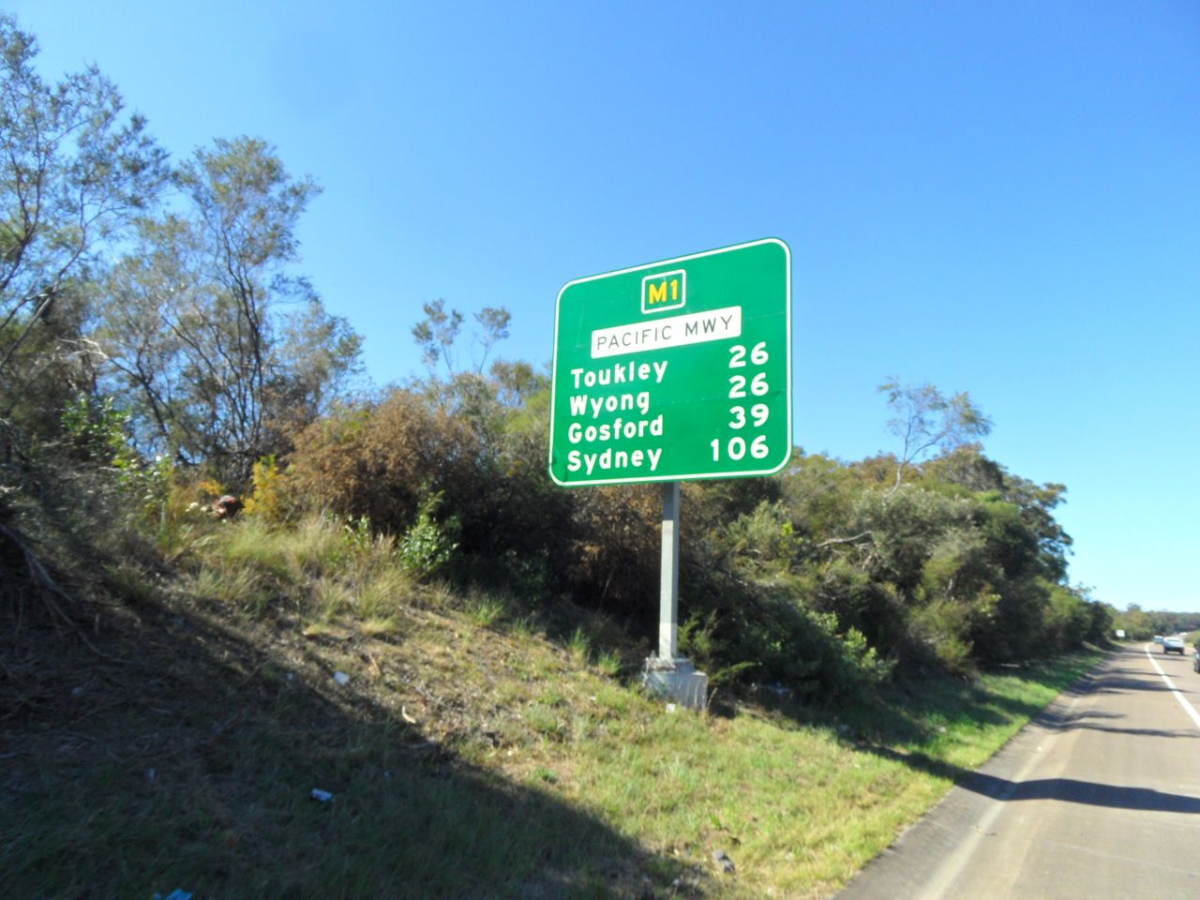 M1
PACIFIC MWY
Toukley 26
Wyong 26
Gosford 39
Sydney 106